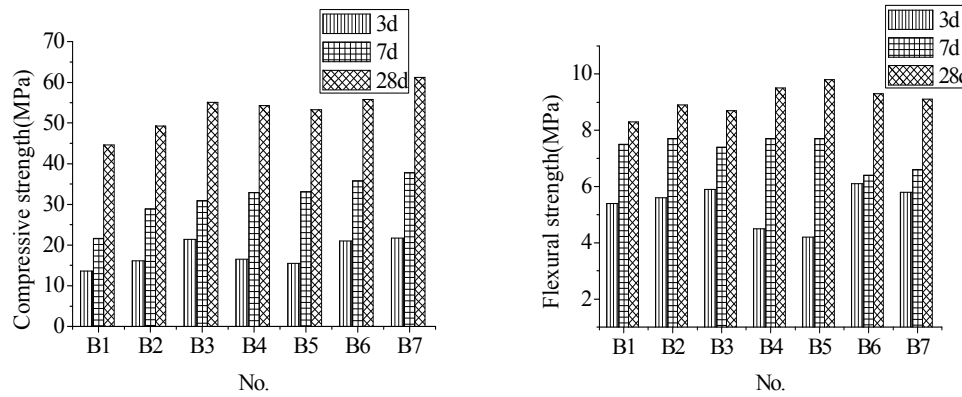 3d
7d
28d
Compressive strength(MPa)
70
60
50
40
30
20
10
0
B1 B2 B3 B4 B5 B6 B7
No.
3d
7d
28d
Flexural strength(MPa)
10
8
6
4
2
B1 B2 B3 B4 B5 B6 B7
No.